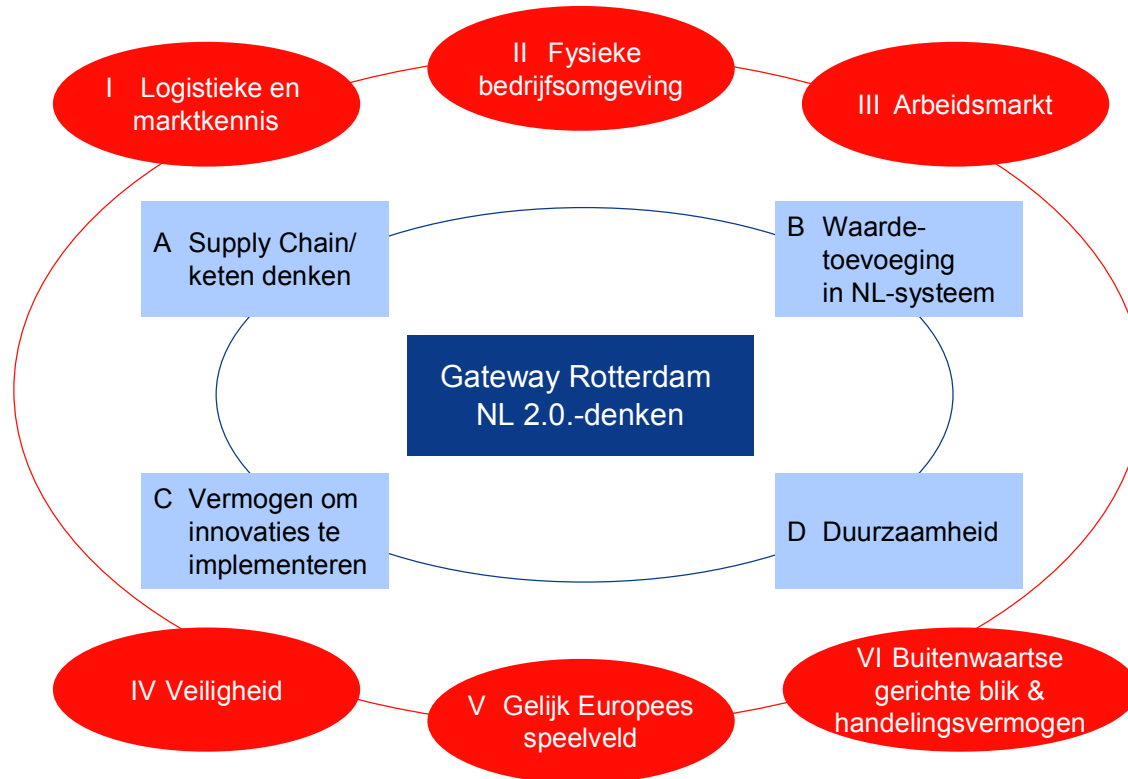 I Logistieke en
marktkennis
II Fysieke
bedrijfsomgeving
III Arbeidsmarkt
A Supply Chain/
keten denken
B Waarde-
toevoeging
in NL-systeem
Gateway Rotterdam
NL 2.0.-denken
C Vermogen om
innovaties te
implementeren
D Duurzaamheid
IV Veiligheid
V Gelijk Europees
speelveld
VI Buitenwaartse
gerichte blik &
handelingsvermogen